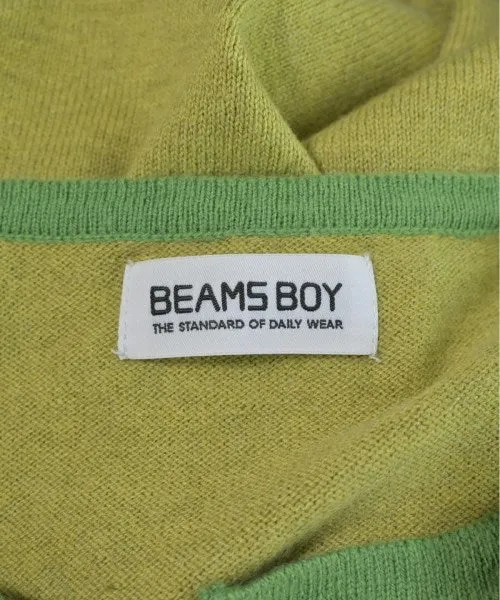 BEAMS BOY
THE STANDARD OF DAILY WEAR